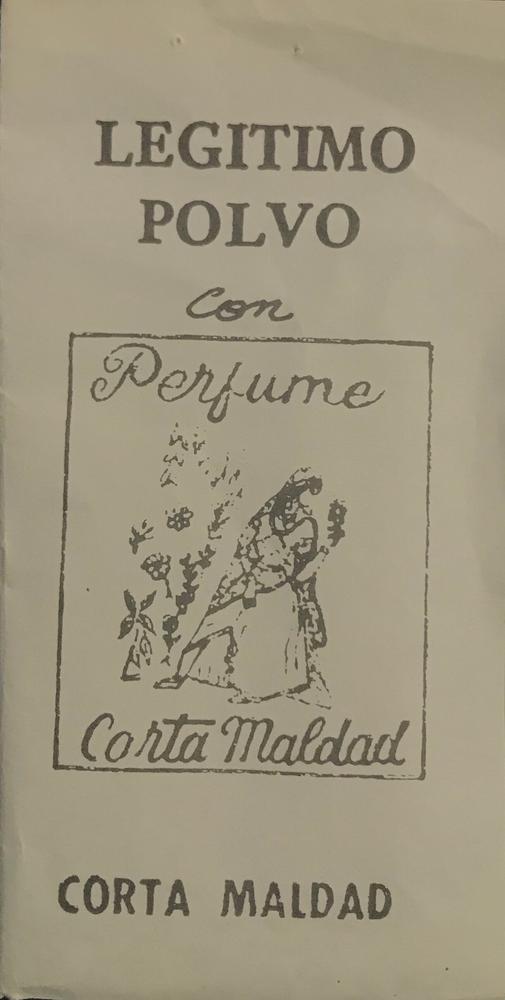 LEGITIMO
POLVO
con
Perfume
Corta Maldad
CORTA MALDAD